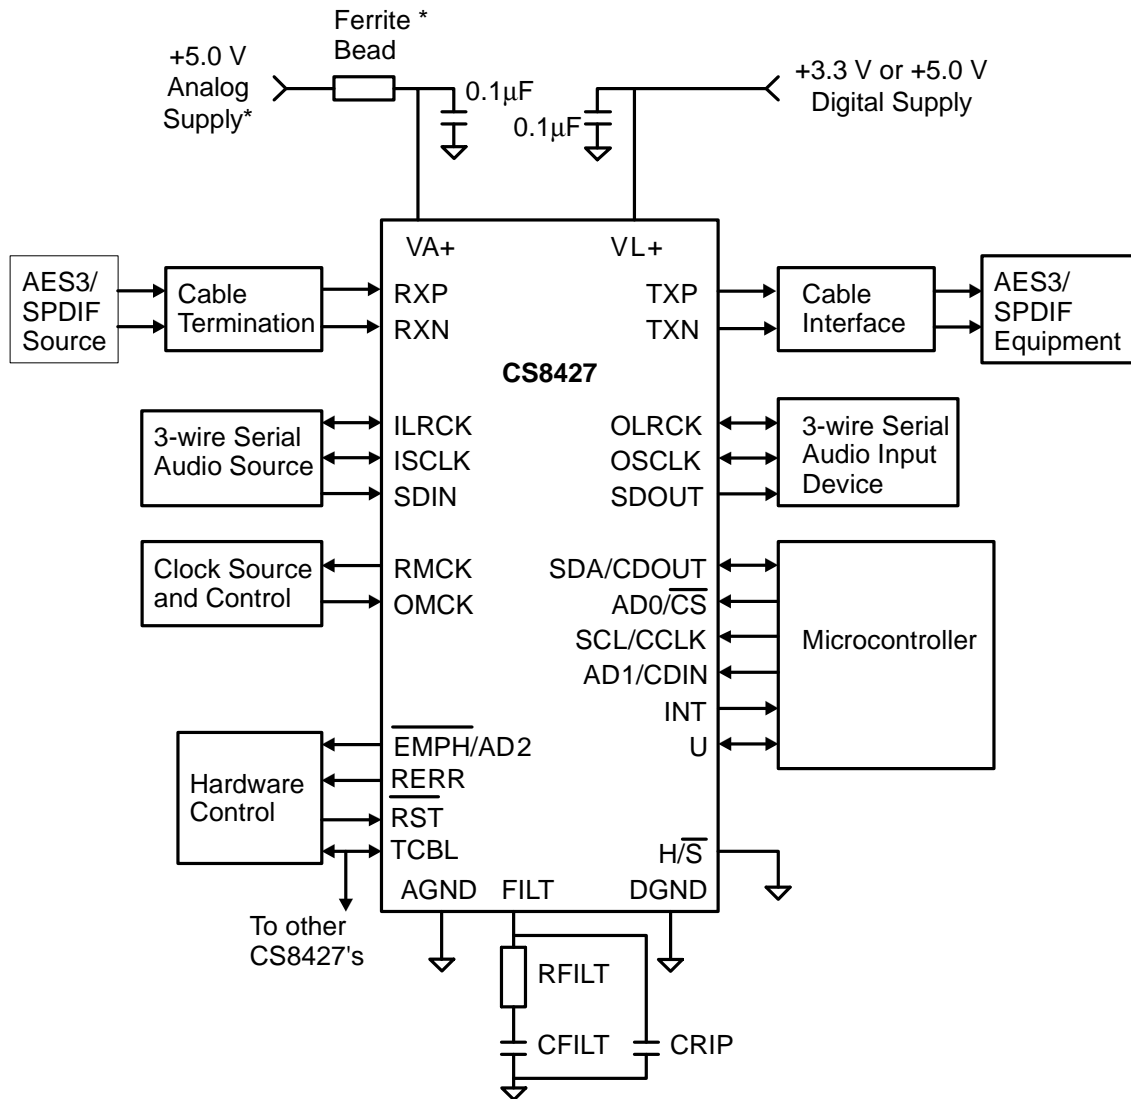 Ferrite *
Bead
+5.0 V
Analog
Supply*
0.1μF
0.1μF
+3.3 V or +5.0 V
Digital Supply
VA+
VL+
AES3/
SPDIF
Source
Cable
Termination
RXP
RXN
TXP
TXN
Cable
Interface
AES3/
SPDIF
Equipment
CS8427
3-wire Serial
Audio Source
ILRCK
ISCLK
SDIN
OLRCK
OSCLK
SDOUT
3-wire Serial
Audio Input
Device
Clock Source
and Control
RMCK
OMCK
SDA/CDOUT
AD0/C̅S̅
SCL/CCLK
AD1/CDIN
INT
U
Microcontroller
Hardware
Control
E̅M̅P̅H̅/AD2
RERR
R̅S̅T̅
TCBL
H/S̅
AGND
FILT
DGND
To other
CS8427's
RFILT
CFILT
CRIP